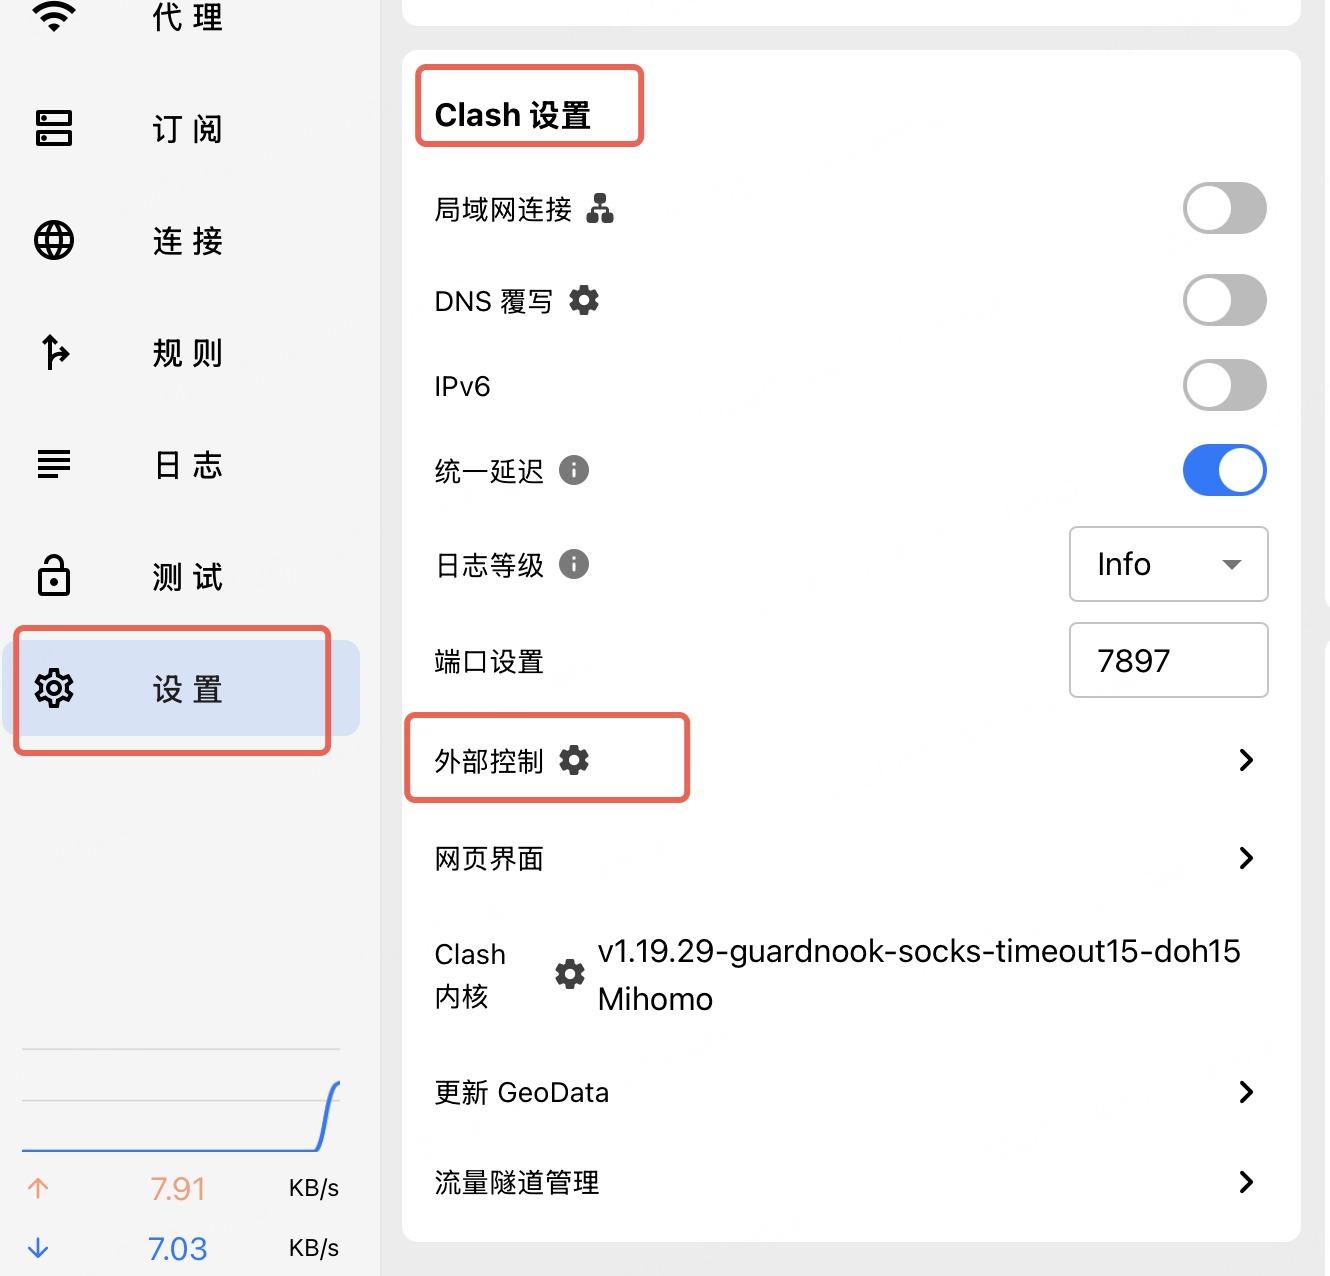 代理
订阅
连接
规则
日志
测试
设置
7.91 KB/s
7.03 KB/s
Clash 设置
局域网连接
DNS 覆写
IPv6
统一延迟
日志等级
Info
端口设置
7897
外部控制
网页界面
Clash
内核
v1.19.29-guardnook-socks-timeout15-doh15
Mihomo
更新 GeoData
流量隧道管理